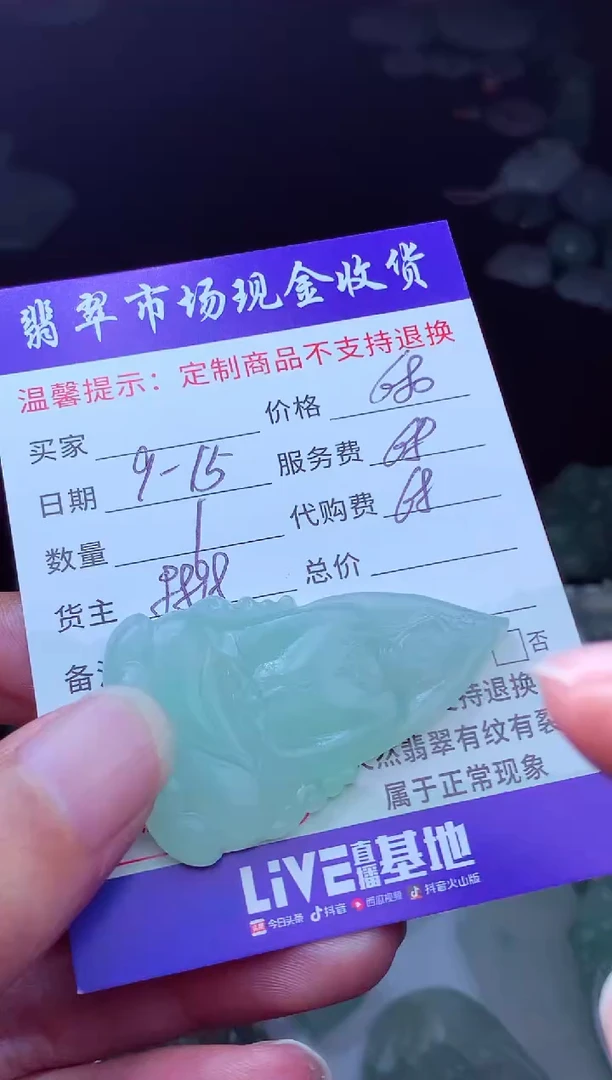 翡翠市场现金收货
温馨提示：定制商品不支持退换
买家 价格
日期 9-15 服务费
数量 1 代购费
货主 总价
备
否
持退换
然翡翠有纹有裂
属于正常现象
LiVE直播基地
今日头条 抖音 西瓜视频 抖音火山版